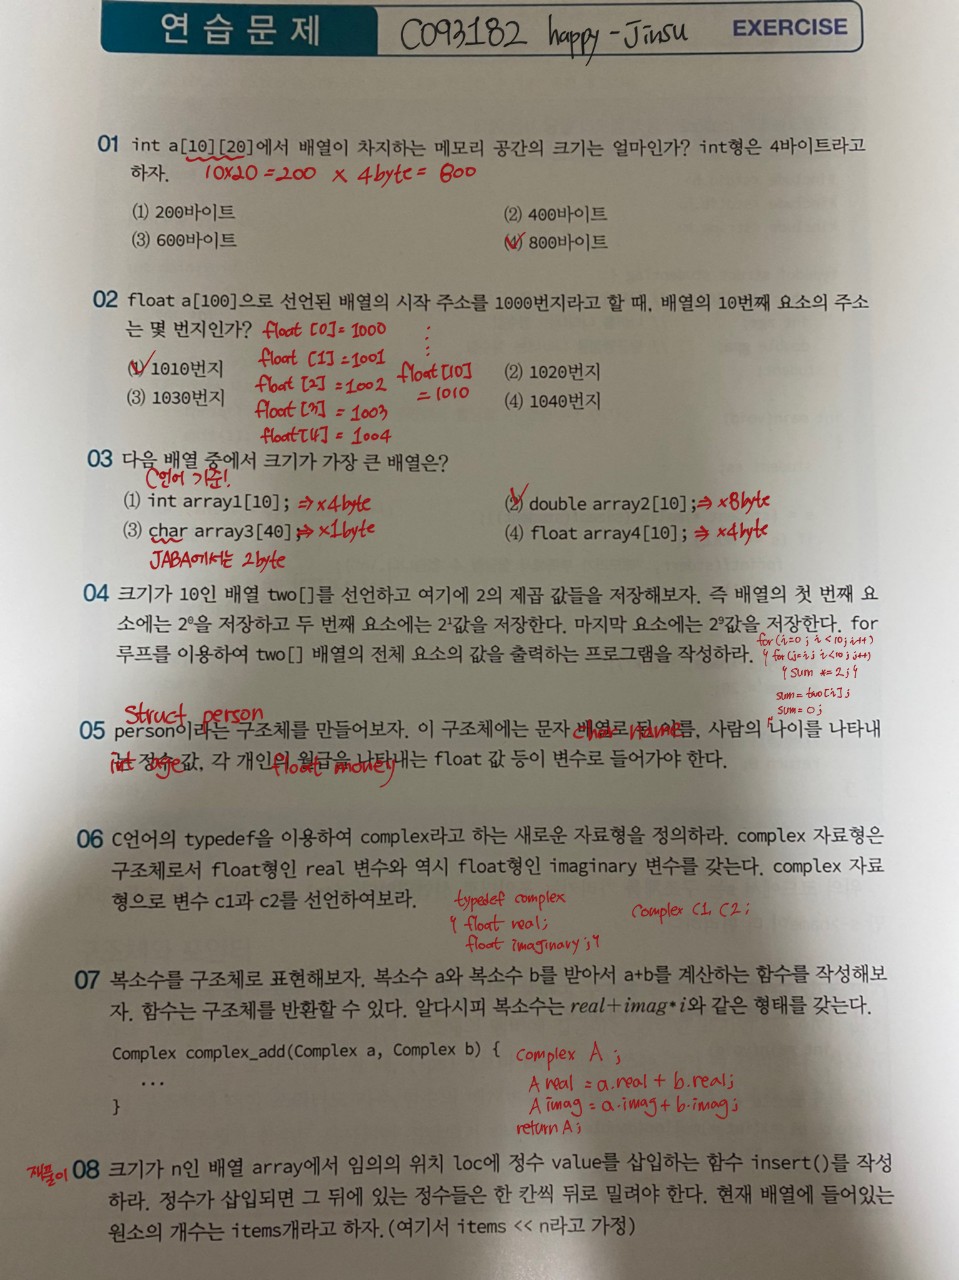 연습문제 C093182 happy-Jinsu EXERCISE
01 int a[10][20]에서 배열이 차지하는 메모리 공간의 크기는 얼마인가? int형은 4바이트라고
하자. 10x20=200 x 4byte= 800
(1) 200바이트 (2) 400바이트
(3) 600바이트 (4) 800바이트
02 float a[100]으로 선언된 배열의 시작 주소를 1000번지라고 할 때, 배열의 10번째 요소의 주소
는 몇 번지인가? float [0]= 1000
(1) 1010번지 float [1] =1001 float[10] (2) 1020번지
float [2] =1002 = 1010
(3) 1030번지 float [3] = 1003 (4) 1040번지
float[4] = 1004
03 다음 배열 중에서 크기가 가장 큰 배열은?
C언어 기준!
(1) int array1[10]; ⇒ x4byte (2) double array2[10]; ⇒ x8byte
(3) char array3[40]; ⇒ x1byte (4) float array4[10]; ⇒ x4byte
JABA에서는 2byte
04 크기가 10인 배열 two[]를 선언하고 여기에 2의 제곱 값들을 저장해보자. 즉 배열의 첫 번째 요
소에는 2⁰을 저장하고 두 번째 요소에는 2¹값을 저장한다. 마지막 요소에는 2⁹값을 저장한다. for
루프를 이용하여 two[] 배열의 전체 요소의 값을 출력하는 프로그램을 작성하라.
for(i=0; i<10; i++)
{ for(j=i; i<10; j++)
{ sum *= 2; }
sum = two[i];
sum = 0;
}
struct person
05 person이라는 구조체를 만들어보자. 이 구조체에는 문자 배열로 된 이름, 사람의 나이를 나타내
char name
는 정수 값, 각 개인의 월급을 나타내는 float 값 등이 변수로 들어가야 한다.
int age float money
06 C언어의 typedef을 이용하여 complex라고 하는 새로운 자료형을 정의하라. complex 자료형은
구조체로서 float형인 real 변수와 역시 float형인 imaginary 변수를 갖는다. complex 자료
형으로 변수 c1과 c2를 선언하여보라.
typedef complex
{ float real; complex C1, C2;
float imaginary; }
07 복소수를 구조체로 표현해보자. 복소수 a와 복소수 b를 받아서 a+b를 계산하는 함수를 작성해보
자. 함수는 구조체를 반환할 수 있다. 알다시피 복소수는 real+imag*i와 같은 형태를 갖는다.
Complex complex_add(Complex a, Complex b) { complex A ;
... A real = a.real + b.real;
} A imag = a.imag + b.imag;
return A;
재풀이 08 크기가 n인 배열 array에서 임의의 위치 loc에 정수 value를 삽입하는 함수 insert()를 작성
하라. 정수가 삽입되면 그 뒤에 있는 정수들은 한 칸씩 뒤로 밀려야 한다. 현재 배열에 들어있는
원소의 개수는 items개라고 하자.(여기서 items << n라고 가정)